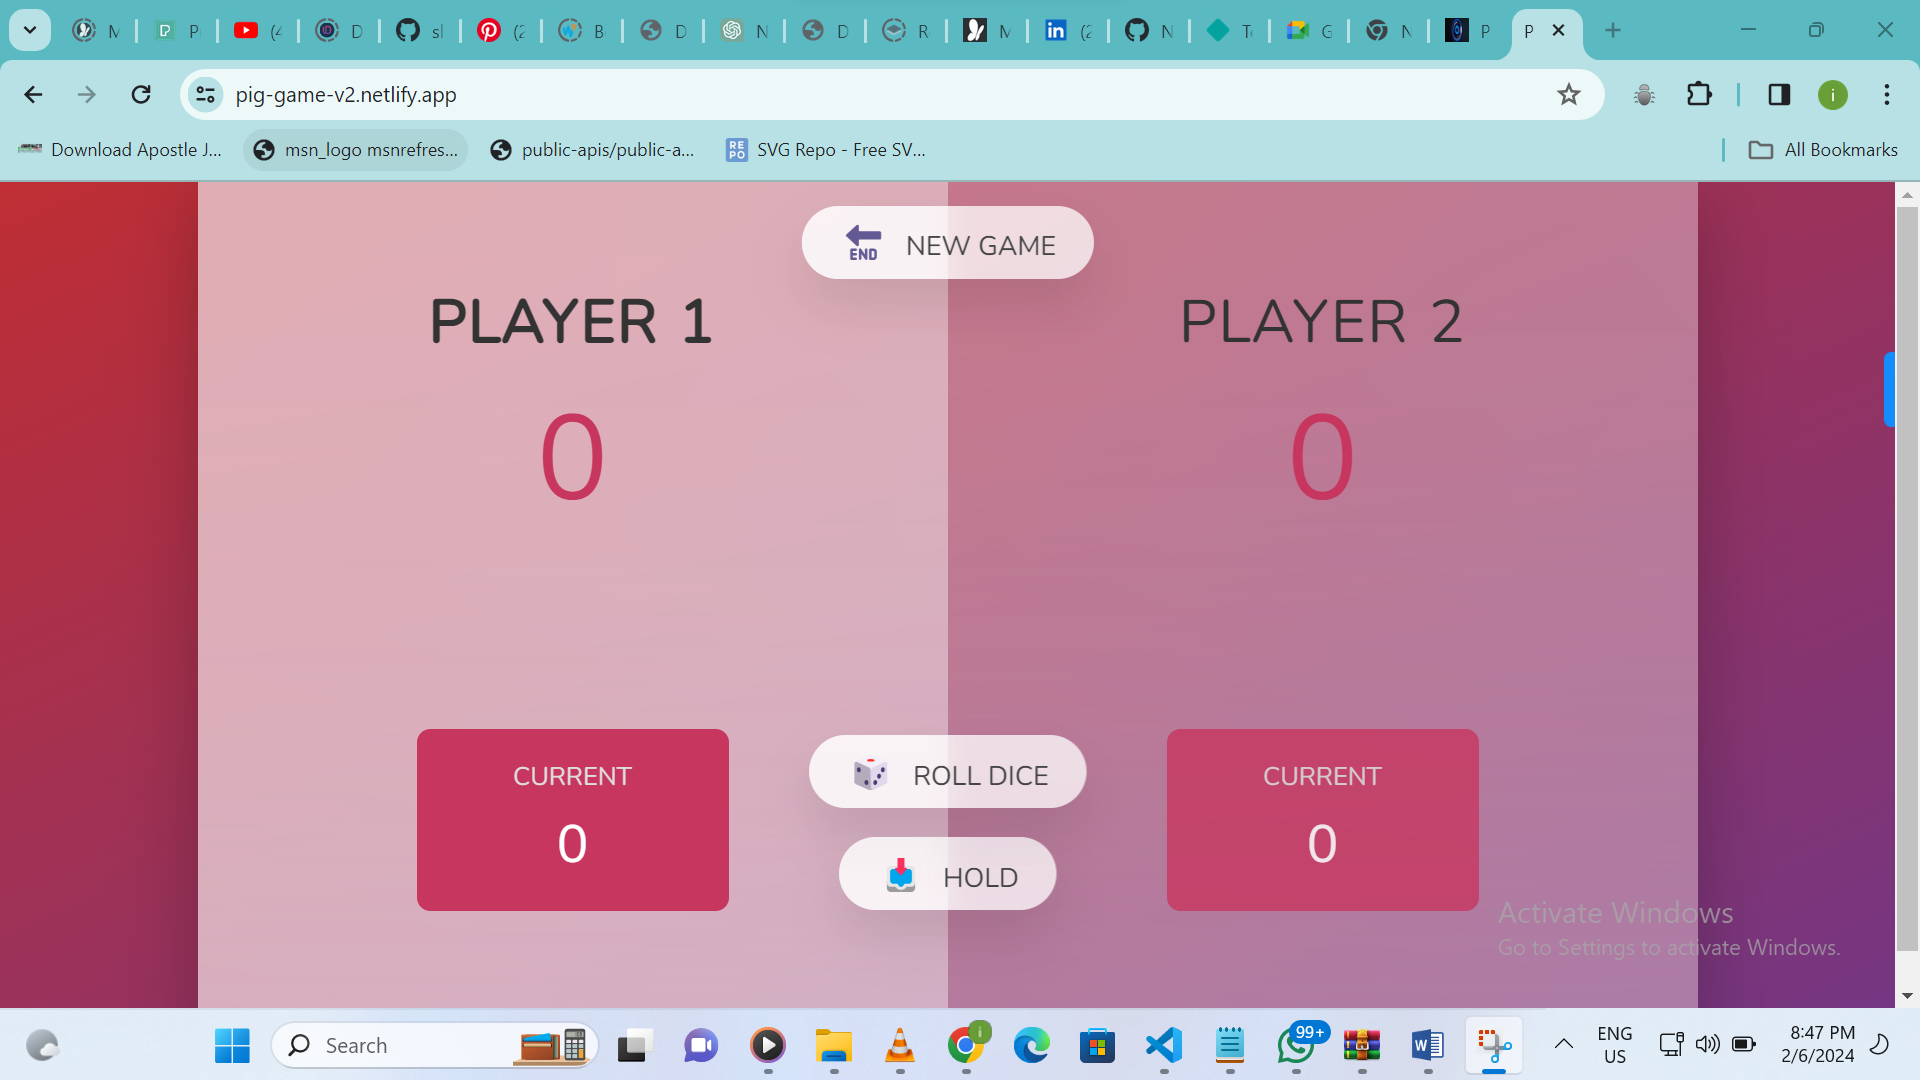 pig-game-v2.netlify.app
Download Apostle J...
msn_logo msnrefres...
public-apis/public-a...
REPO
SVG Repo - Free SV...
All Bookmarks
END
NEW GAME
PLAYER 1
PLAYER 2
0
0
CURRENT
0
ROLL DICE
HOLD
CURRENT
0
Activate Windows
Go to Settings to activate Windows.
Search
99+
ENG
US
8:47 PM
2/6/2024